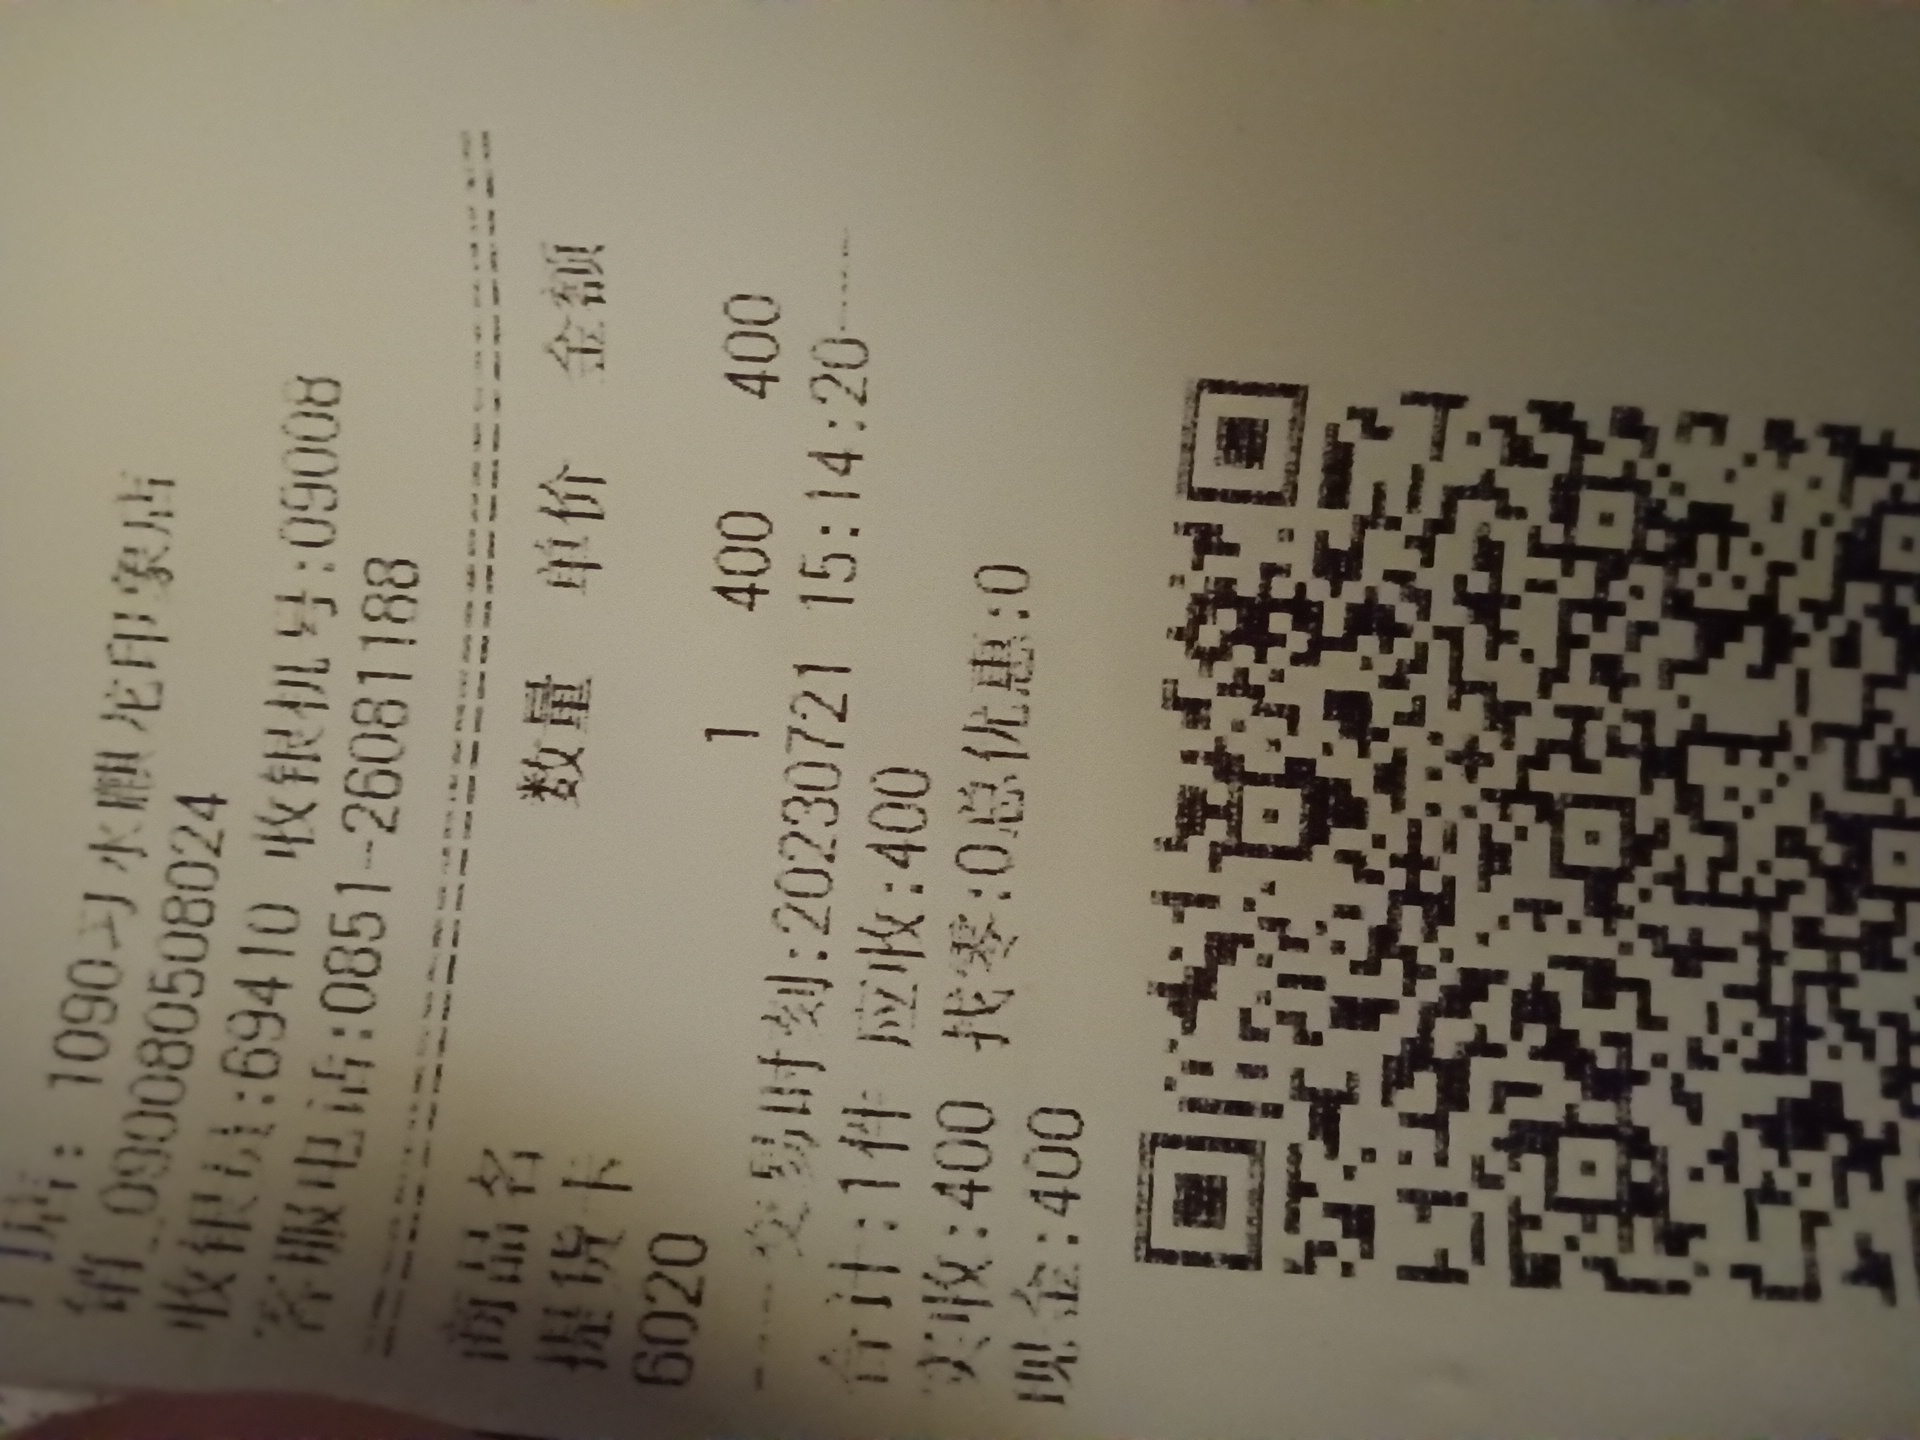 门店: 1090习水麒龙印象店
销_090080508024
收银员:69410 收银机号:09008
客服电话:0851-26081188
商品名 数量 单价 金额
提货卡
6020 1 400 400
交易时刻:20230721 15:14:20
合计:1件 应收:400
实收:400 找零:0总优惠:0
现金:400